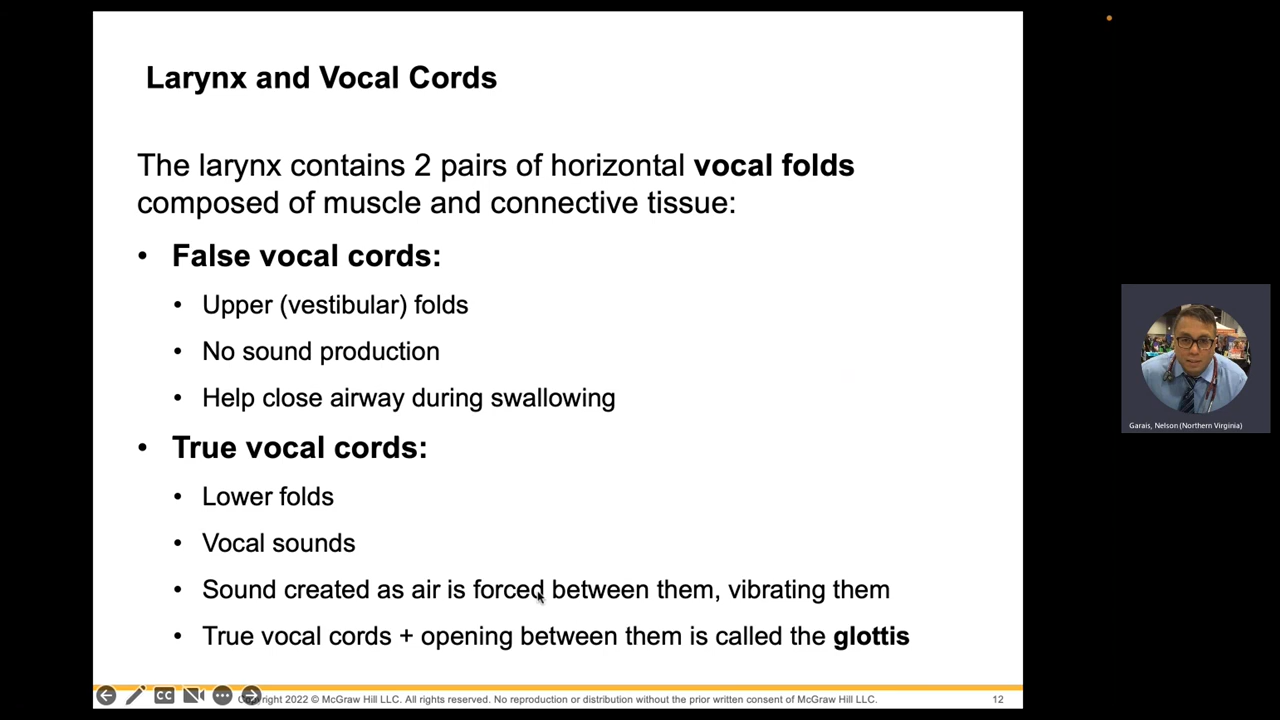 Larynx and Vocal Cords
The larynx contains 2 pairs of horizontal vocal folds
composed of muscle and connective tissue:
• False vocal cords:
• Upper (vestibular) folds
• No sound production
• Help close airway during swallowing
• True vocal cords:
• Lower folds
• Vocal sounds
• Sound created as air is forced between them, vibrating them
• True vocal cords + opening between them is called the glottis
CC
2022 © McGraw Hill LLC. All rights reserved. No reproduction or distribution without the prior written consent of McGraw Hill LLC.
12
Garais, Nelson (Northern Virginia)